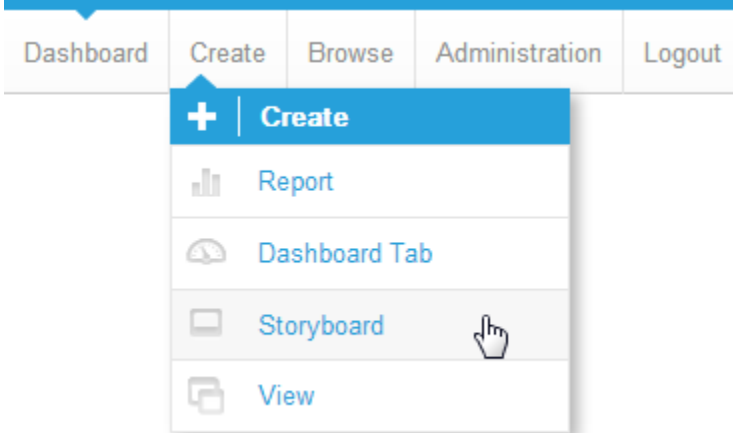 Dashboard Create Browse Administration Logout
Create
Report
Dashboard Tab
Storyboard
View